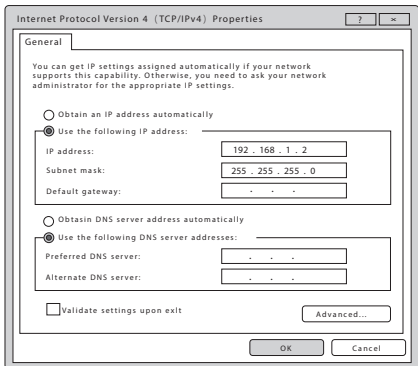 Internet Protocol Version 4 (TCP/IPv4) Properties ? ×
General
You can get IP settings assigned automatically if your network
supports this capability. Otherwise, you need to ask your network
administrator for the appropriate IP settings.
Obtain an IP address automatically
Use the following IP address:
IP address: 192 . 168 . 1 . 2
Subnet mask: 255 . 255 . 255 . 0
Default gateway: . . .
Obtasin DNS server address automatically
Use the following DNS server addresses:
Preferred DNS server: . . .
Alternate DNS server: . . .
Validate settings upon exit
Advanced...
OK Cancel